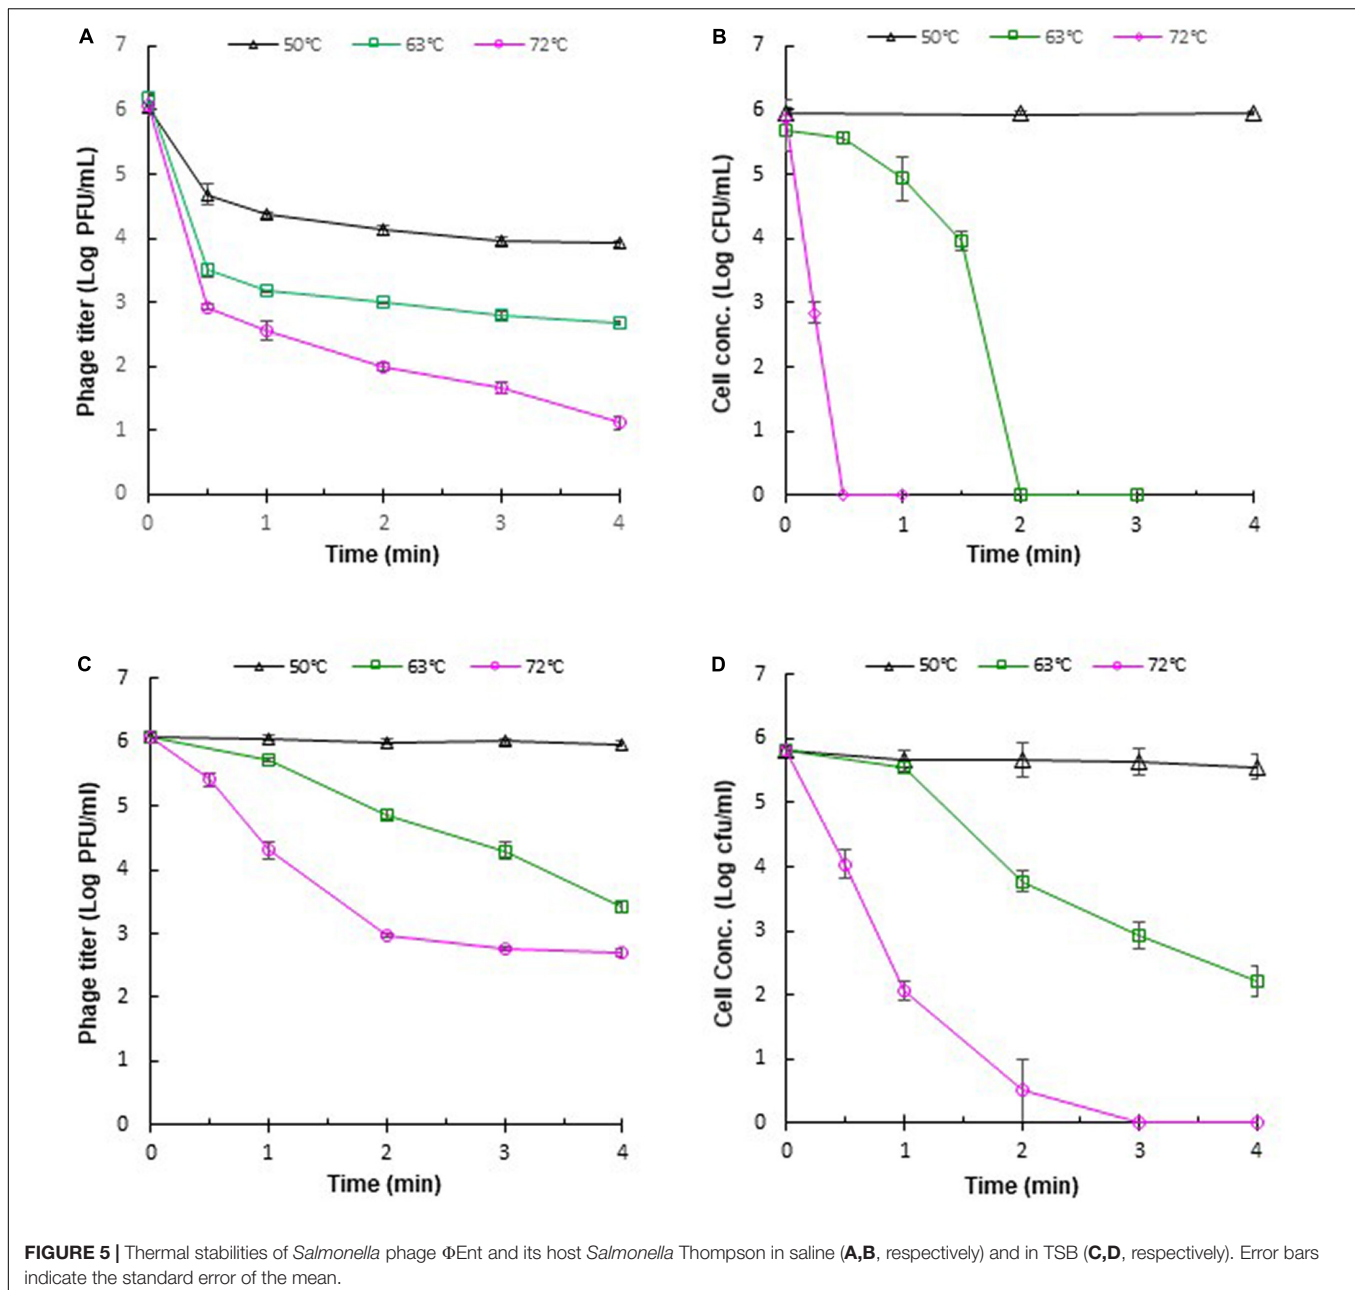 A
50°C 63°C 72°C
7
6
5
4
3
2
1
0
Phage titer (Log PFU/mL)
0 1 2 3 4
Time (min)
B
50°C 63°C 72°C
7
6
5
4
3
2
1
0
Cell conc. (Log CFU/mL)
0 1 2 3 4
Time (min)
C
50°C 63°C 72°C
7
6
5
4
3
2
1
0
Phage titer (Log PFU/ml)
0 1 2 3 4
Time (min)
D
50°C 63°C 72°C
7
6
5
4
3
2
1
0
Cell Conc. (Log cfu/ml)
0 1 2 3 4
Time (min)
FIGURE 5 | Thermal stabilities of Salmonella phage ΦEnt and its host Salmonella Thompson in saline (A,B, respectively) and in TSB (C,D, respectively). Error bars
indicate the standard error of the mean.